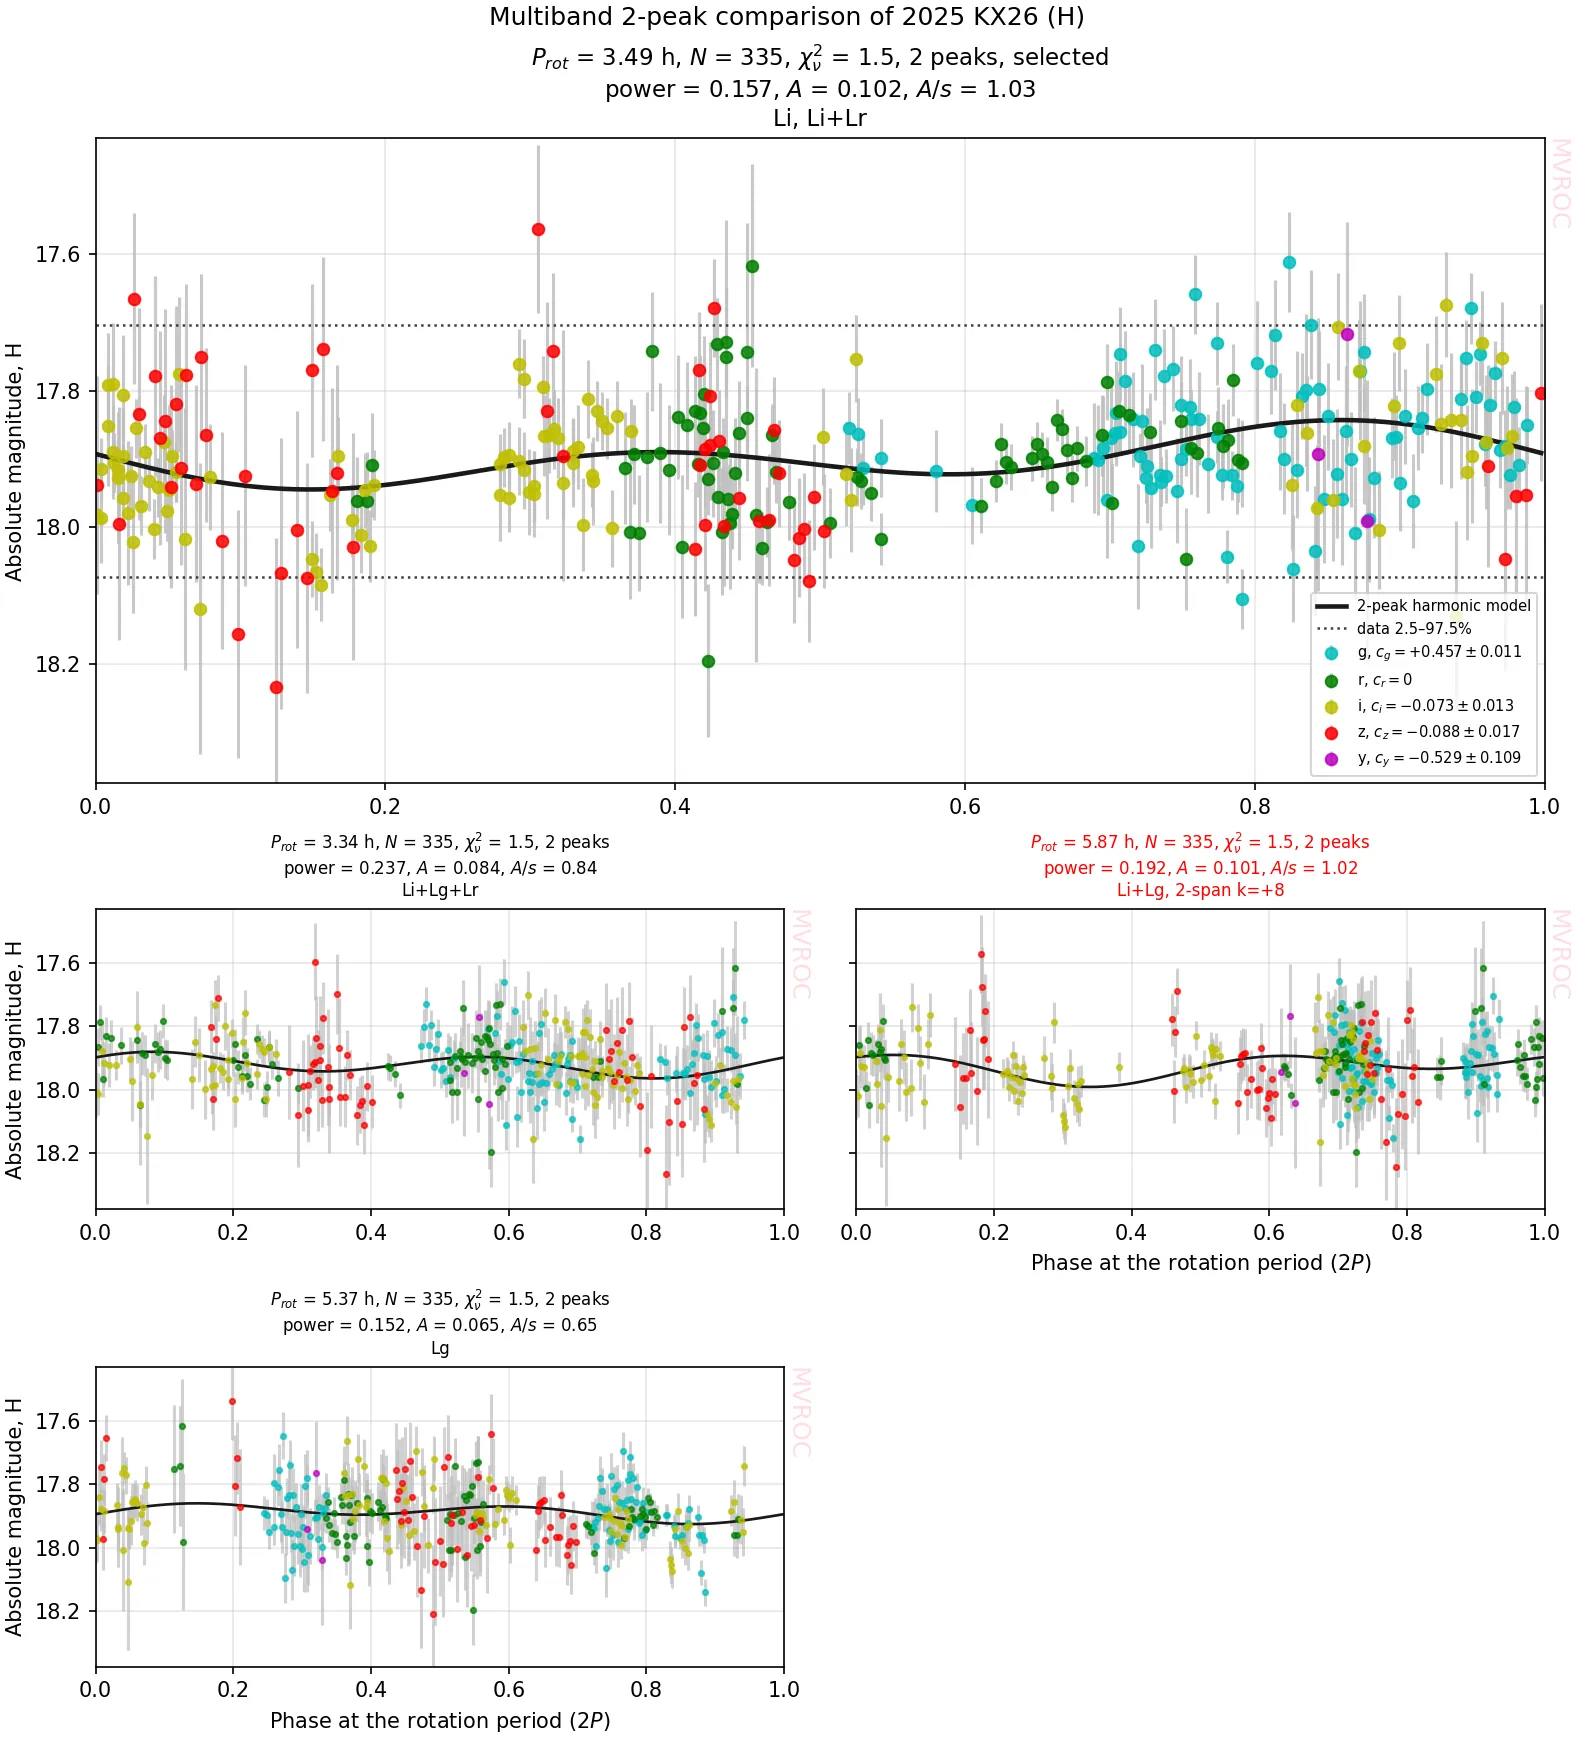 Multiband 2-peak comparison of 2025 KX26 (H)
P_rot = 3.49 h, N = 335, χ²_ν = 1.5, 2 peaks, selected
power = 0.157, A = 0.102, A/s = 1.03
Li, Li+Lr
MVROC
Absolute magnitude, H
17.6
17.8
18.0
18.2
2-peak harmonic model
data 2.5–97.5%
g, c_g = +0.457 ± 0.011
r, c_r = 0
i, c_i = −0.073 ± 0.013
z, c_z = −0.088 ± 0.017
y, c_y = −0.529 ± 0.109
0.0 0.2 0.4 0.6 0.8 1.0
P_rot = 3.34 h, N = 335, χ²_ν = 1.5, 2 peaks
power = 0.237, A = 0.084, A/s = 0.84
Li+Lg+Lr
MVROC
Absolute magnitude, H
17.6
17.8
18.0
18.2
0.0 0.2 0.4 0.6 0.8 1.0
P_rot = 5.87 h, N = 335, χ²_ν = 1.5, 2 peaks
power = 0.192, A = 0.101, A/s = 1.02
Li+Lg, 2-span k=+8
MVROC
0.0 0.2 0.4 0.6 0.8 1.0
Phase at the rotation period (2P)
P_rot = 5.37 h, N = 335, χ²_ν = 1.5, 2 peaks
power = 0.152, A = 0.065, A/s = 0.65
Lg
MVROC
Absolute magnitude, H
17.6
17.8
18.0
18.2
0.0 0.2 0.4 0.6 0.8 1.0
Phase at the rotation period (2P)